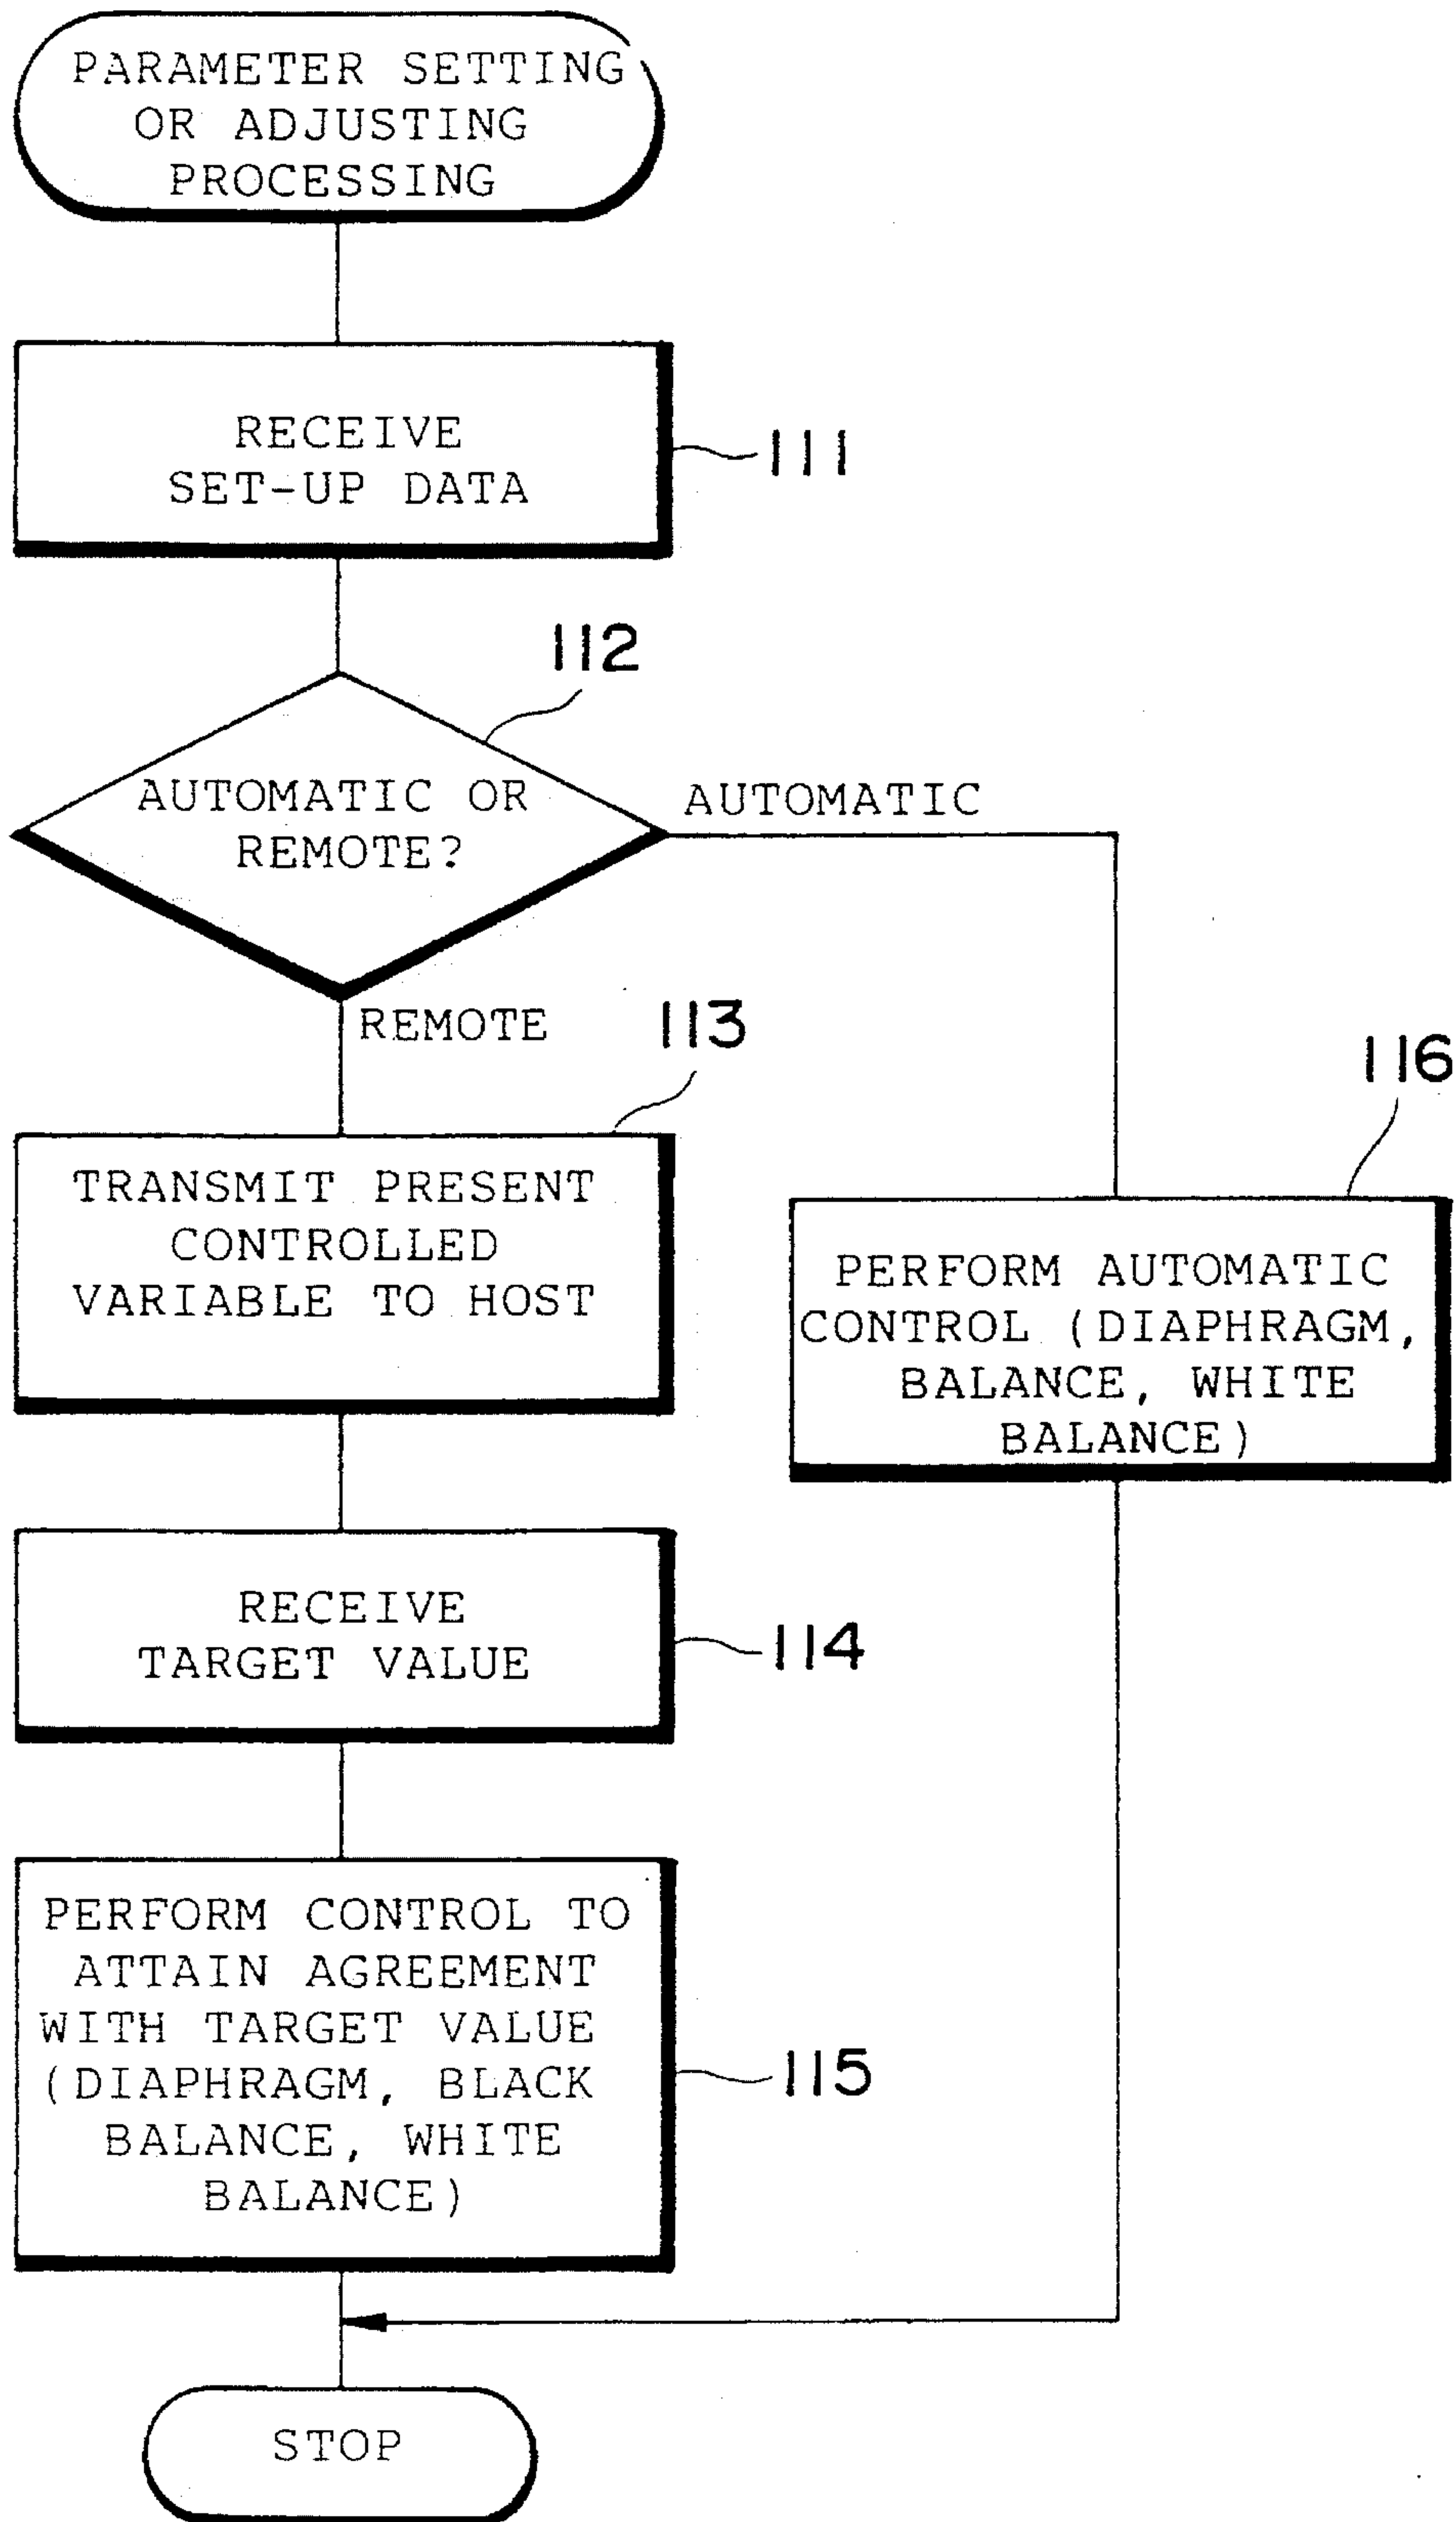 PARAMETER SETTING
OR ADJUSTING
PROCESSING
RECEIVE
SET-UP DATA
111
112
AUTOMATIC OR
REMOTE?
AUTOMATIC
REMOTE
113
TRANSMIT PRESENT
CONTROLLED
VARIABLE TO HOST
116
PERFORM AUTOMATIC
CONTROL (DIAPHRAGM,
BALANCE, WHITE
BALANCE)
RECEIVE
TARGET VALUE
114
PERFORM CONTROL TO
ATTAIN AGREEMENT
WITH TARGET VALUE
(DIAPHRAGM, BLACK
BALANCE, WHITE
BALANCE)
115
STOP